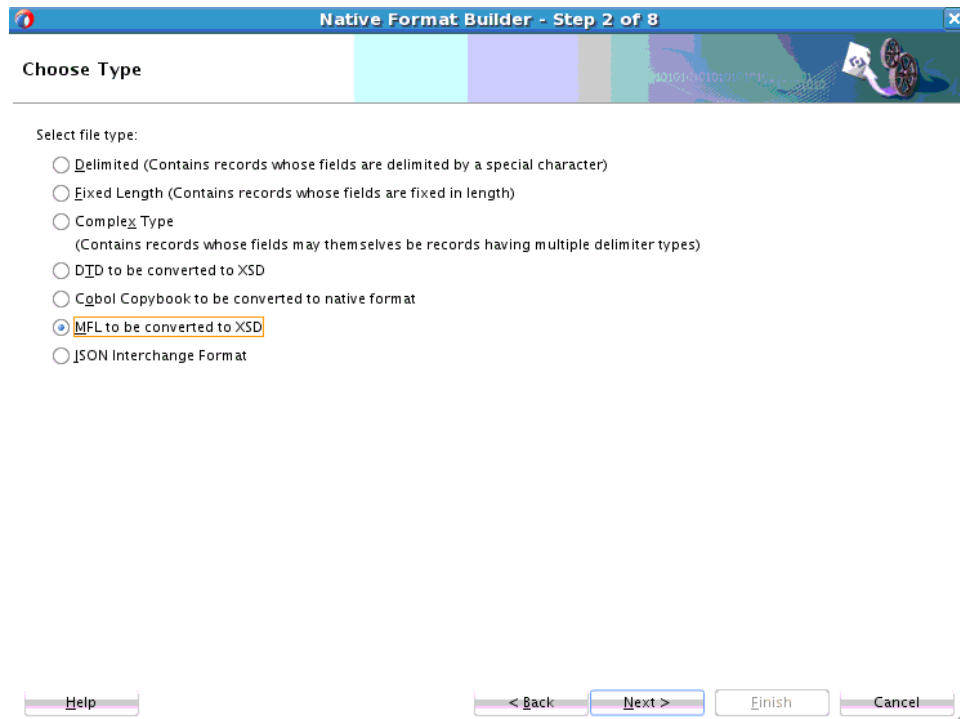 Native Format Builder - Step 2 of 8
Choose Type
Select file type:
Delimited (Contains records whose fields are delimited by a special character)
Fixed Length (Contains records whose fields are fixed in length)
Complex Type
(Contains records whose fields may themselves be records having multiple delimiter types)
DTD to be converted to XSD
Cobol Copybook to be converted to native format
MFL to be converted to XSD
JSON Interchange Format
Help < Back Next > Finish Cancel